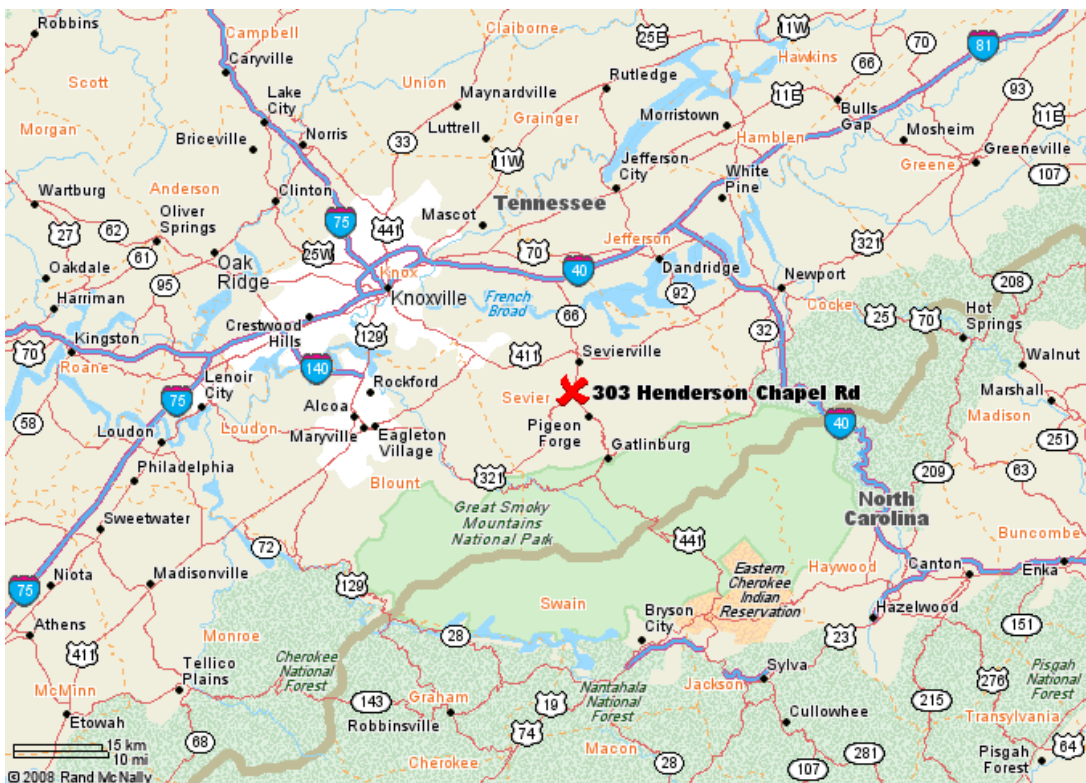 Robbins
Campbell
Claiborne
11W
25E
Hawkins
70
81
Scott
Caryville
Union
Rutledge
66
93
Lake
City
Maynardville
Grainger
11E
Bulls
Gap
11E
Morgan
Norris
33
Luttrell
Morristown
Hamblen
Mosheim
Briceville
11W
Jefferson
City
White
Pine
Greene
Greeneville
107
Wartburg
Anderson
Clinton
Oliver
Springs
75
441
Mascot
Tennessee
27
62
61
25W
70
Jefferson
321
Oakdale
Oak
Ridge
Knox
40
Dandridge
Newport
208
Harriman
95
Knoxville
French
Broad
92
Cocke
Hot
Springs
Crestwood
Hills
129
66
32
25
70
Kingston
70
Roane
140
411
Sevierville
Walnut
Lenoir
City
75
Rockford
Sevier
303 Henderson Chapel Rd
Marshall
58
Alcoa
Madison
Loudon
Loudon
Maryville
Eagleton
Village
Pigeon
Forge
40
251
Philadelphia
Gatlinburg
Blount
321
209
63
Great Smoky
Mountains
National Park
North
Carolina
Sweetwater
72
441
Buncombe
75
Niota
Madisonville
129
Eastern
Cherokee
Indian
Reservation
Haywood
Canton
Enka
Swain
Athens
Monroe
28
Bryson
City
Hazelwood
151
411
23
McMinn
Tellico
Plains
Cherokee
National
Forest
Sylva
Pisgah
National
Forest
143
Graham
Nantahala
National
Forest
Jackson
276
215
Etowah
Robbinsville
19
Cullowhee
Transylvania
68
74
Macon
64
15 km
10 mi
Cherokee
28
107
281
Pisgah
Forest
© 2008 Rand McNally